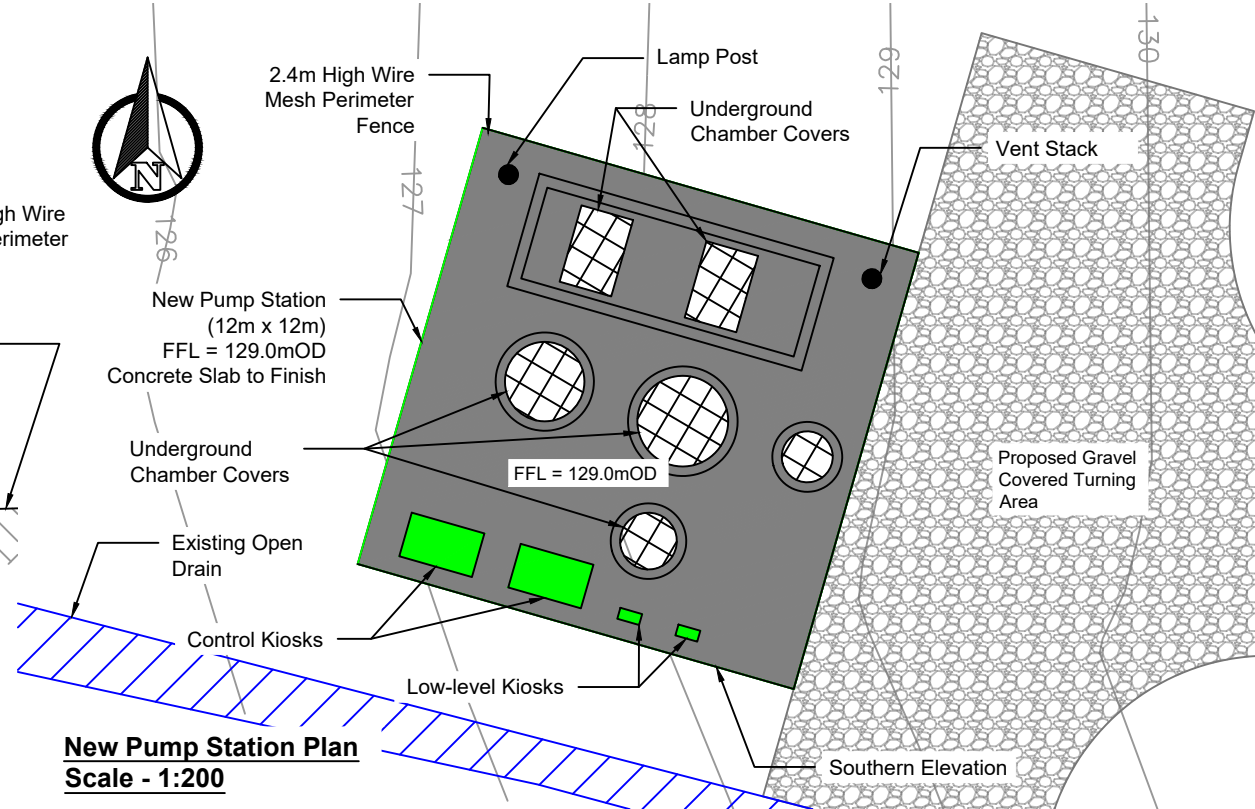 Lamp Post
2.4m High Wire
Mesh Perimeter
Fence
Underground
Chamber Covers
Vent Stack
126
127
128
129
130
N
gh Wire
erimeter
New Pump Station
(12m x 12m)
FFL = 129.0mOD
Concrete Slab to Finish
Underground
Chamber Covers
FFL = 129.0mOD
Proposed Gravel
Covered Turning
Area
Existing Open
Drain
Control Kiosks
Low-level Kiosks
Southern Elevation
New Pump Station Plan
Scale - 1:200